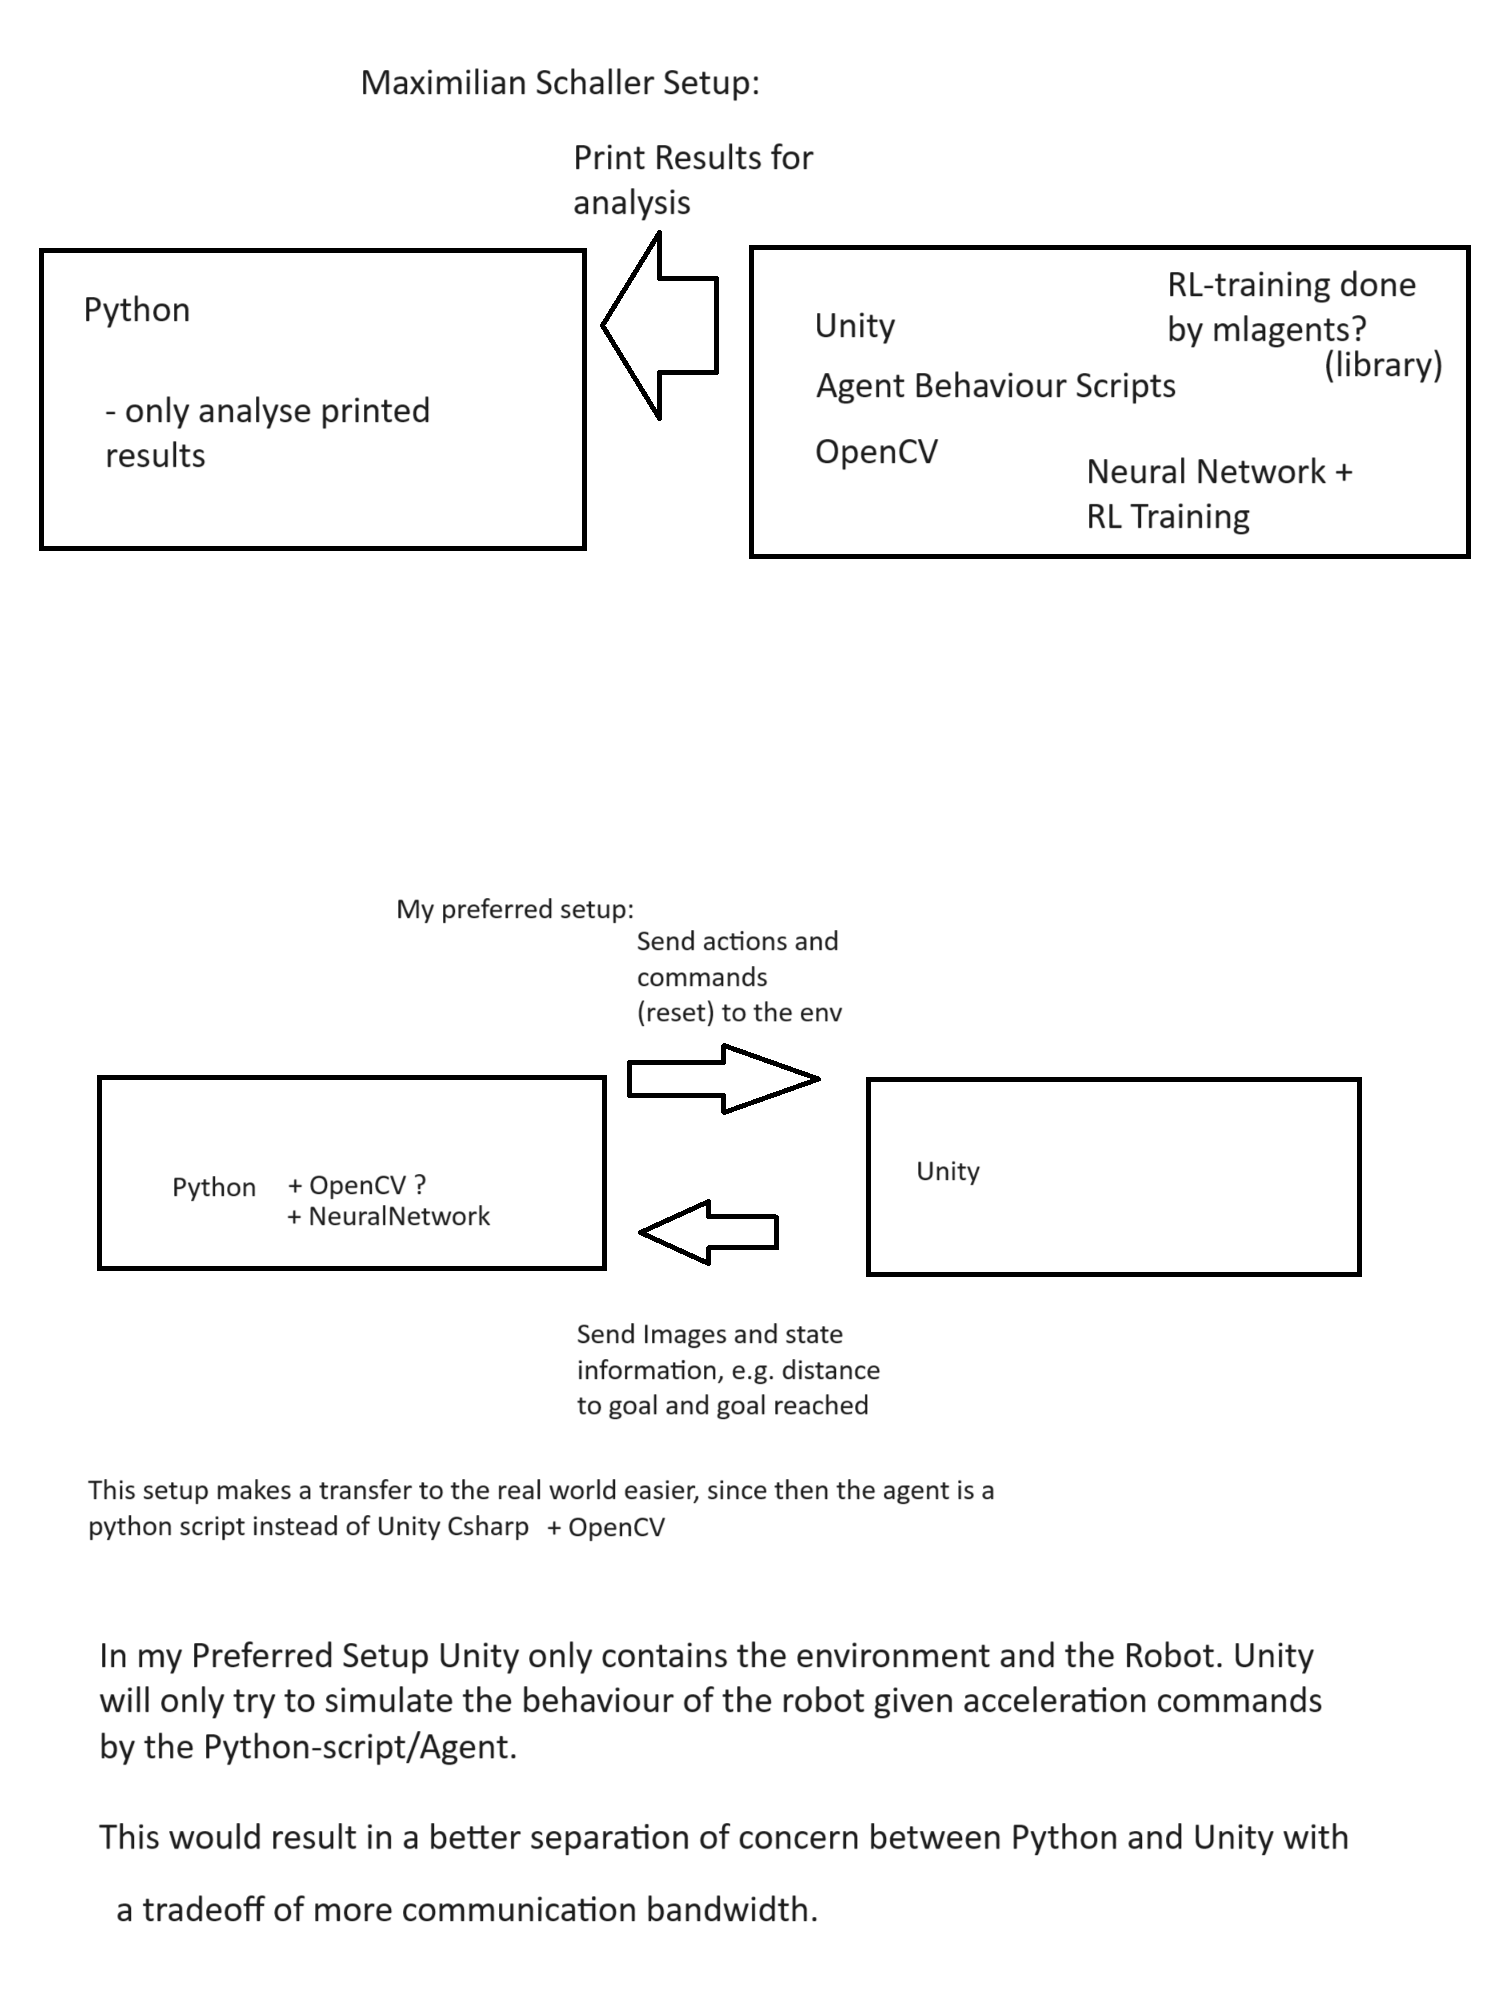 Maximilian Schaller Setup:
Print Results for
analysis
Python
- only analyse printed
results
RL-training done
by mlagents?
(library)
Unity
Agent Behaviour Scripts
OpenCV
Neural Network +
RL Training
My preferred setup:
Send actions and
commands
(reset) to the env
Python + OpenCV ?
+ NeuralNetwork
Unity
Send Images and state
information, e.g. distance
to goal and goal reached
This setup makes a transfer to the real world easier, since then the agent is a
python script instead of Unity Csharp + OpenCV
In my Preferred Setup Unity only contains the environment and the Robot. Unity
will only try to simulate the behaviour of the robot given acceleration commands
by the Python-script/Agent.
This would result in a better separation of concern between Python and Unity with
a tradeoff of more communication bandwidth.